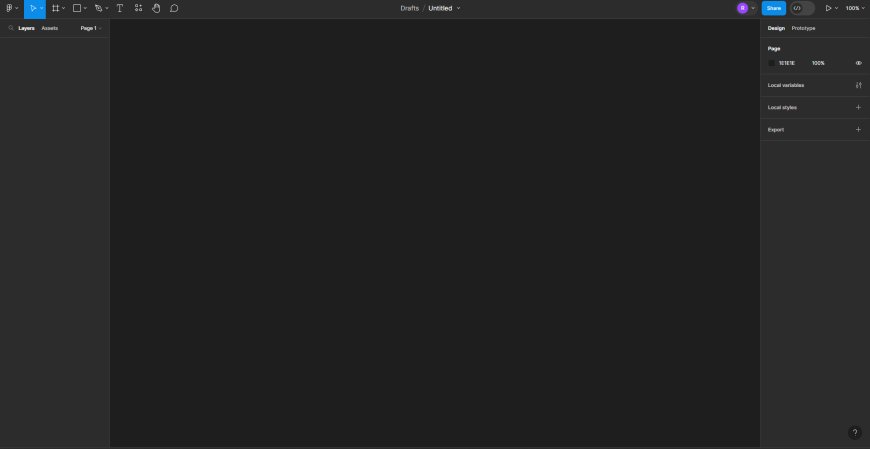 Drafts / Untitled
R
Share
100%
Layers Assets Page 1
Design Prototype
Page
1E1E1E 100%
Local variables
Local styles
Export
?